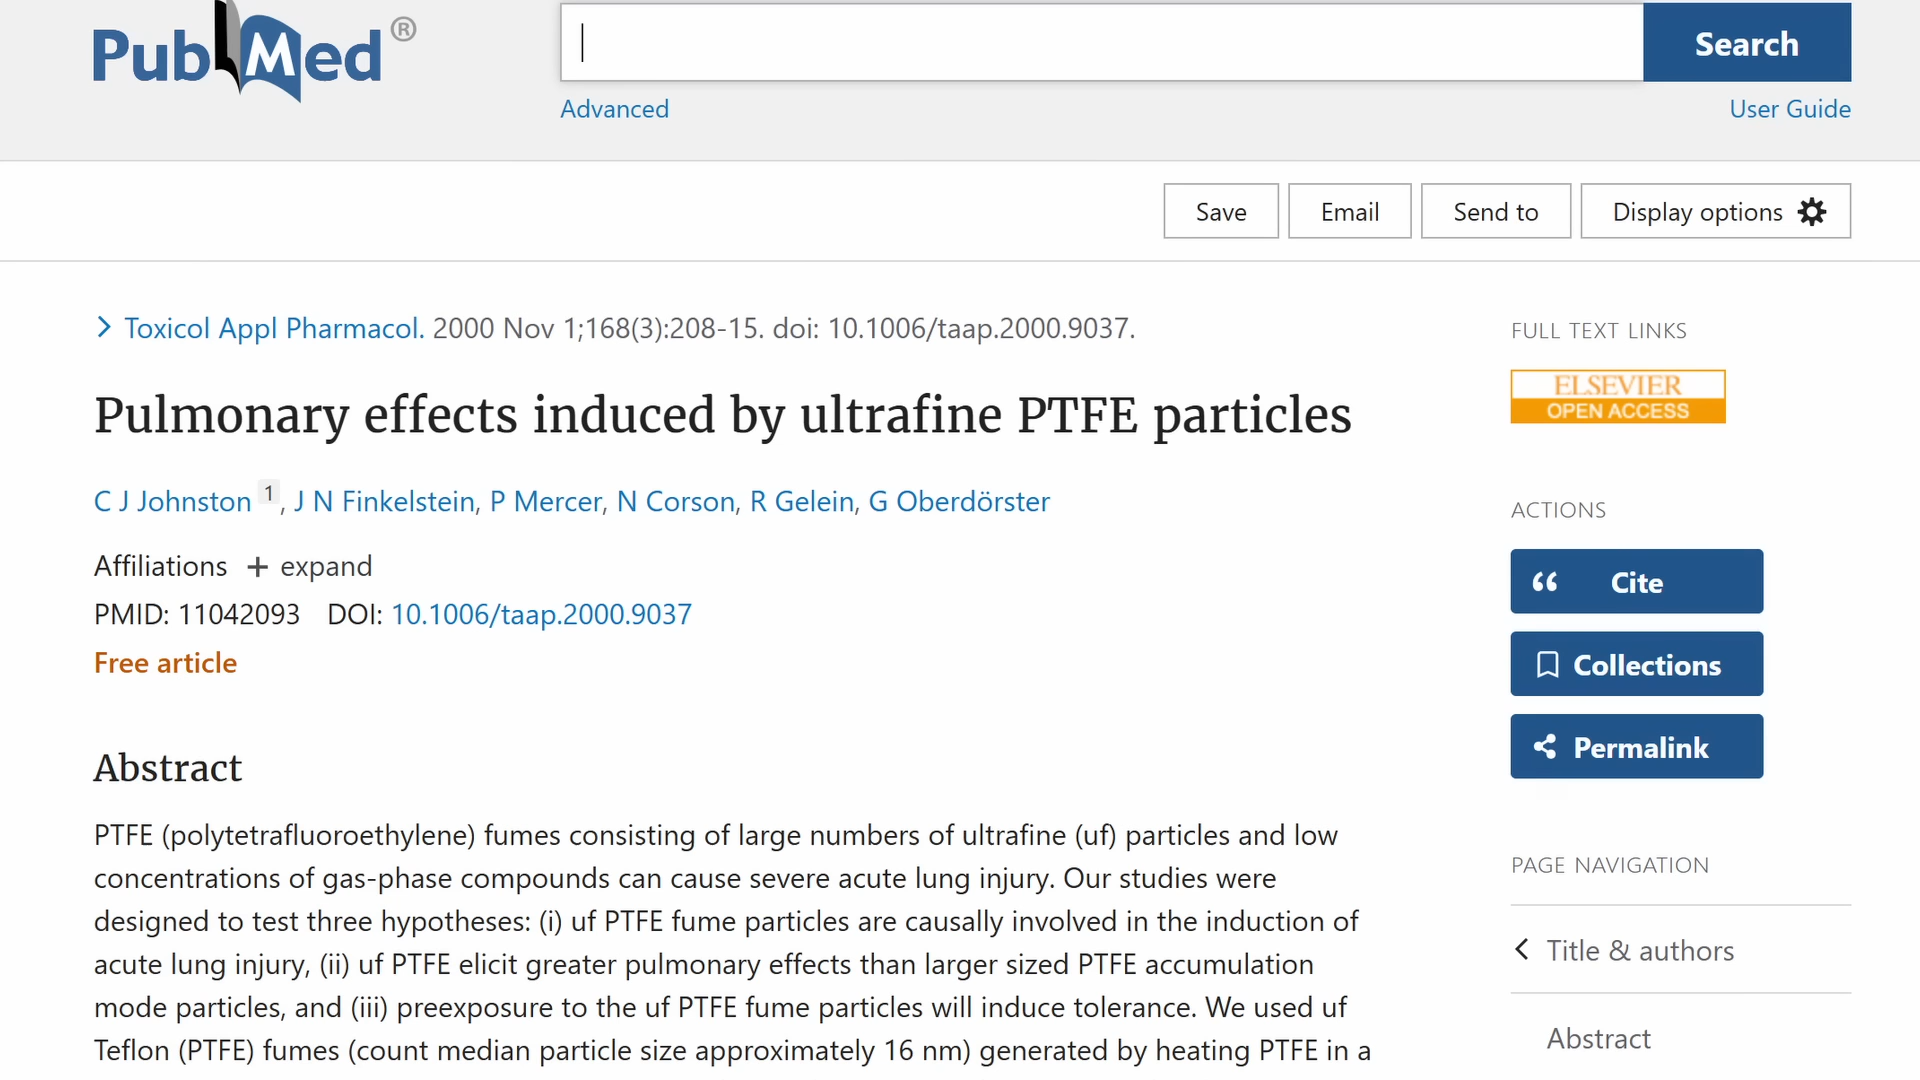 PubMed®
Search
Advanced
User Guide
Save
Email
Send to
Display options
Toxicol Appl Pharmacol. 2000 Nov 1;168(3):208-15. doi: 10.1006/taap.2000.9037.
Pulmonary effects induced by ultrafine PTFE particles
C J Johnston 1, J N Finkelstein, P Mercer, N Corson, R Gelein, G Oberdörster
Affiliations + expand
PMID: 11042093 DOI: 10.1006/taap.2000.9037
Free article
Abstract
PTFE (polytetrafluoroethylene) fumes consisting of large numbers of ultrafine (uf) particles and low
concentrations of gas-phase compounds can cause severe acute lung injury. Our studies were
designed to test three hypotheses: (i) uf PTFE fume particles are causally involved in the induction of
acute lung injury, (ii) uf PTFE elicit greater pulmonary effects than larger sized PTFE accumulation
mode particles, and (iii) preexposure to the uf PTFE fume particles will induce tolerance. We used uf
Teflon (PTFE) fumes (count median particle size approximately 16 nm) generated by heating PTFE in a
FULL TEXT LINKS
ELSEVIER
OPEN ACCESS
ACTIONS
Cite
Collections
Permalink
PAGE NAVIGATION
Title & authors
Abstract